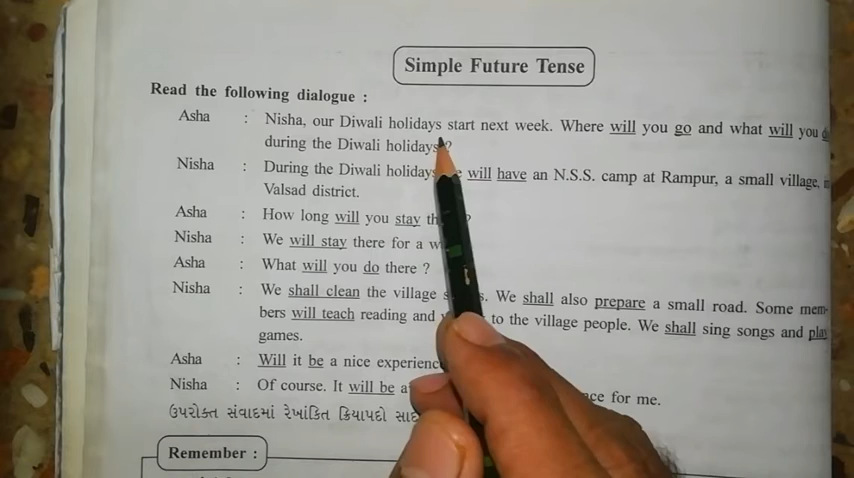 Simple Future Tense
Read the following dialogue :
Asha : Nisha, our Diwali holidays start next week. Where will you go and what will you
during the Diwali holidays ?
Nisha : During the Diwali holidays will have an N.S.S. camp at Rampur, a small village,
Valsad district.
Asha : How long will you stay ?
Nisha : We will stay there for a
Asha : What will you do there ?
Nisha : We shall clean the village We shall also prepare a small road. Some mem-
bers will teach reading and to the village people. We shall sing songs and play
games.
Asha : Will it be a nice experience
Nisha : Of course. It will be for me.
ઉપરોક્ત સંવાદમાં રેખાંકિત ક્રિયાપદો
Remember :